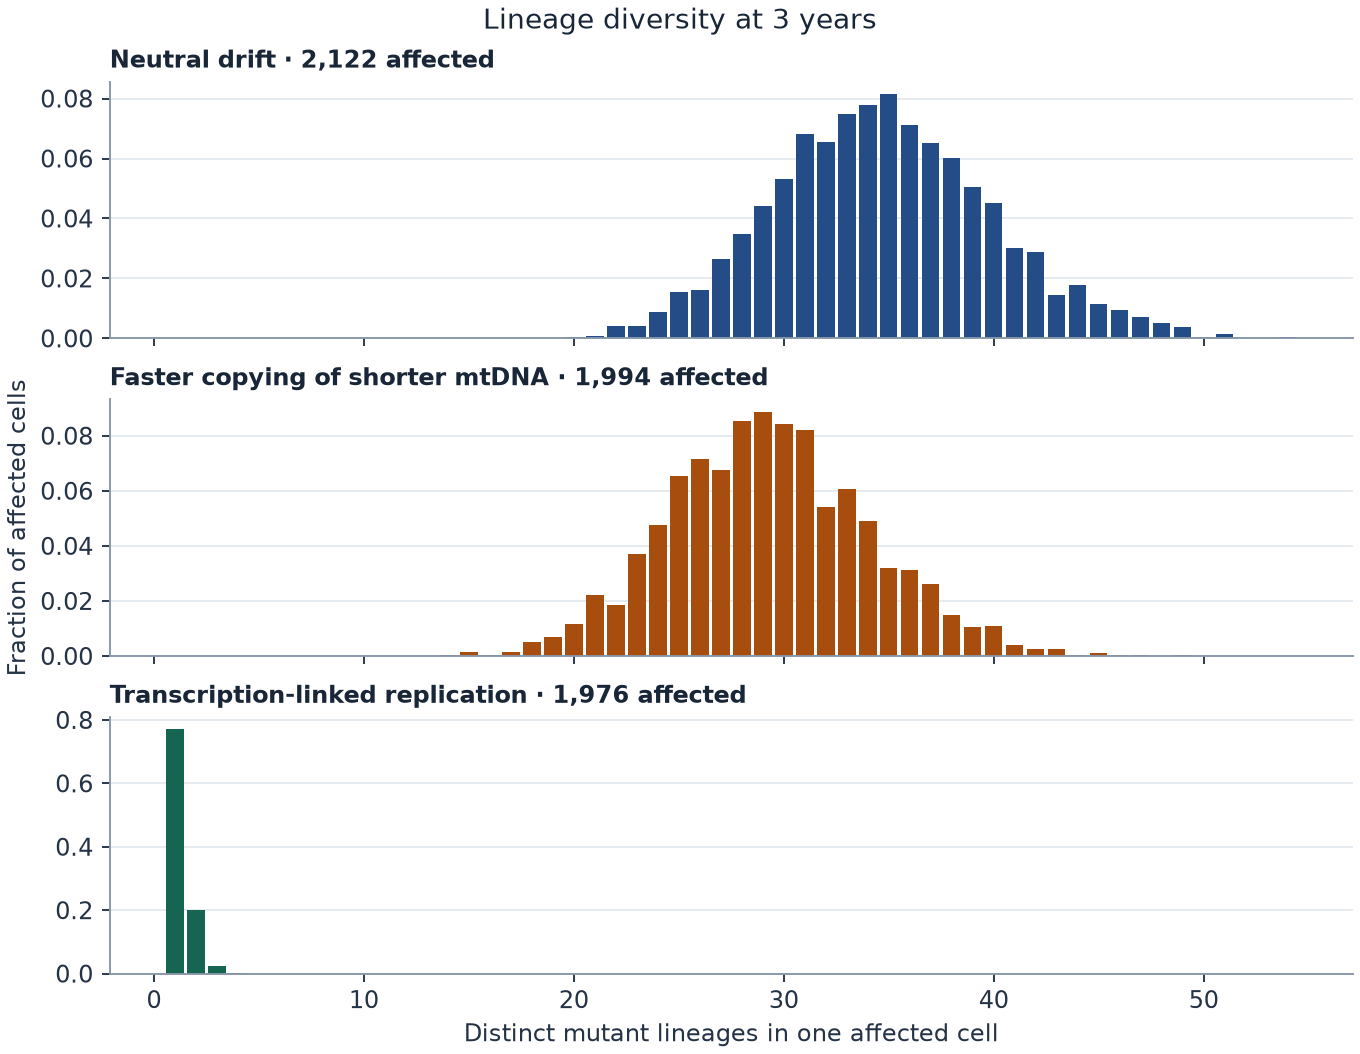 Lineage diversity at 3 years
Neutral drift · 2,122 affected
0.08
0.06
0.04
0.02
0.00
Fraction of affected cells
Faster copying of shorter mtDNA · 1,994 affected
0.08
0.06
0.04
0.02
0.00
Transcription-linked replication · 1,976 affected
0.8
0.6
0.4
0.2
0.0
0 10 20 30 40 50
Distinct mutant lineages in one affected cell